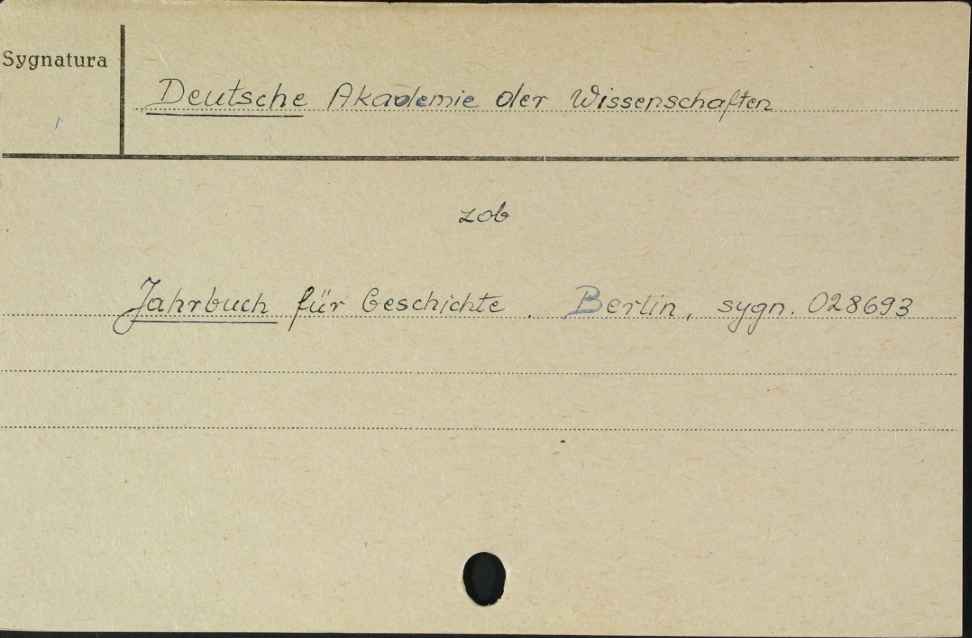 Sygnatura
Deutsche Akademie der Wissenschaften
zob
Jahrbuch für Geschichte. Berlin, sygn. 028693